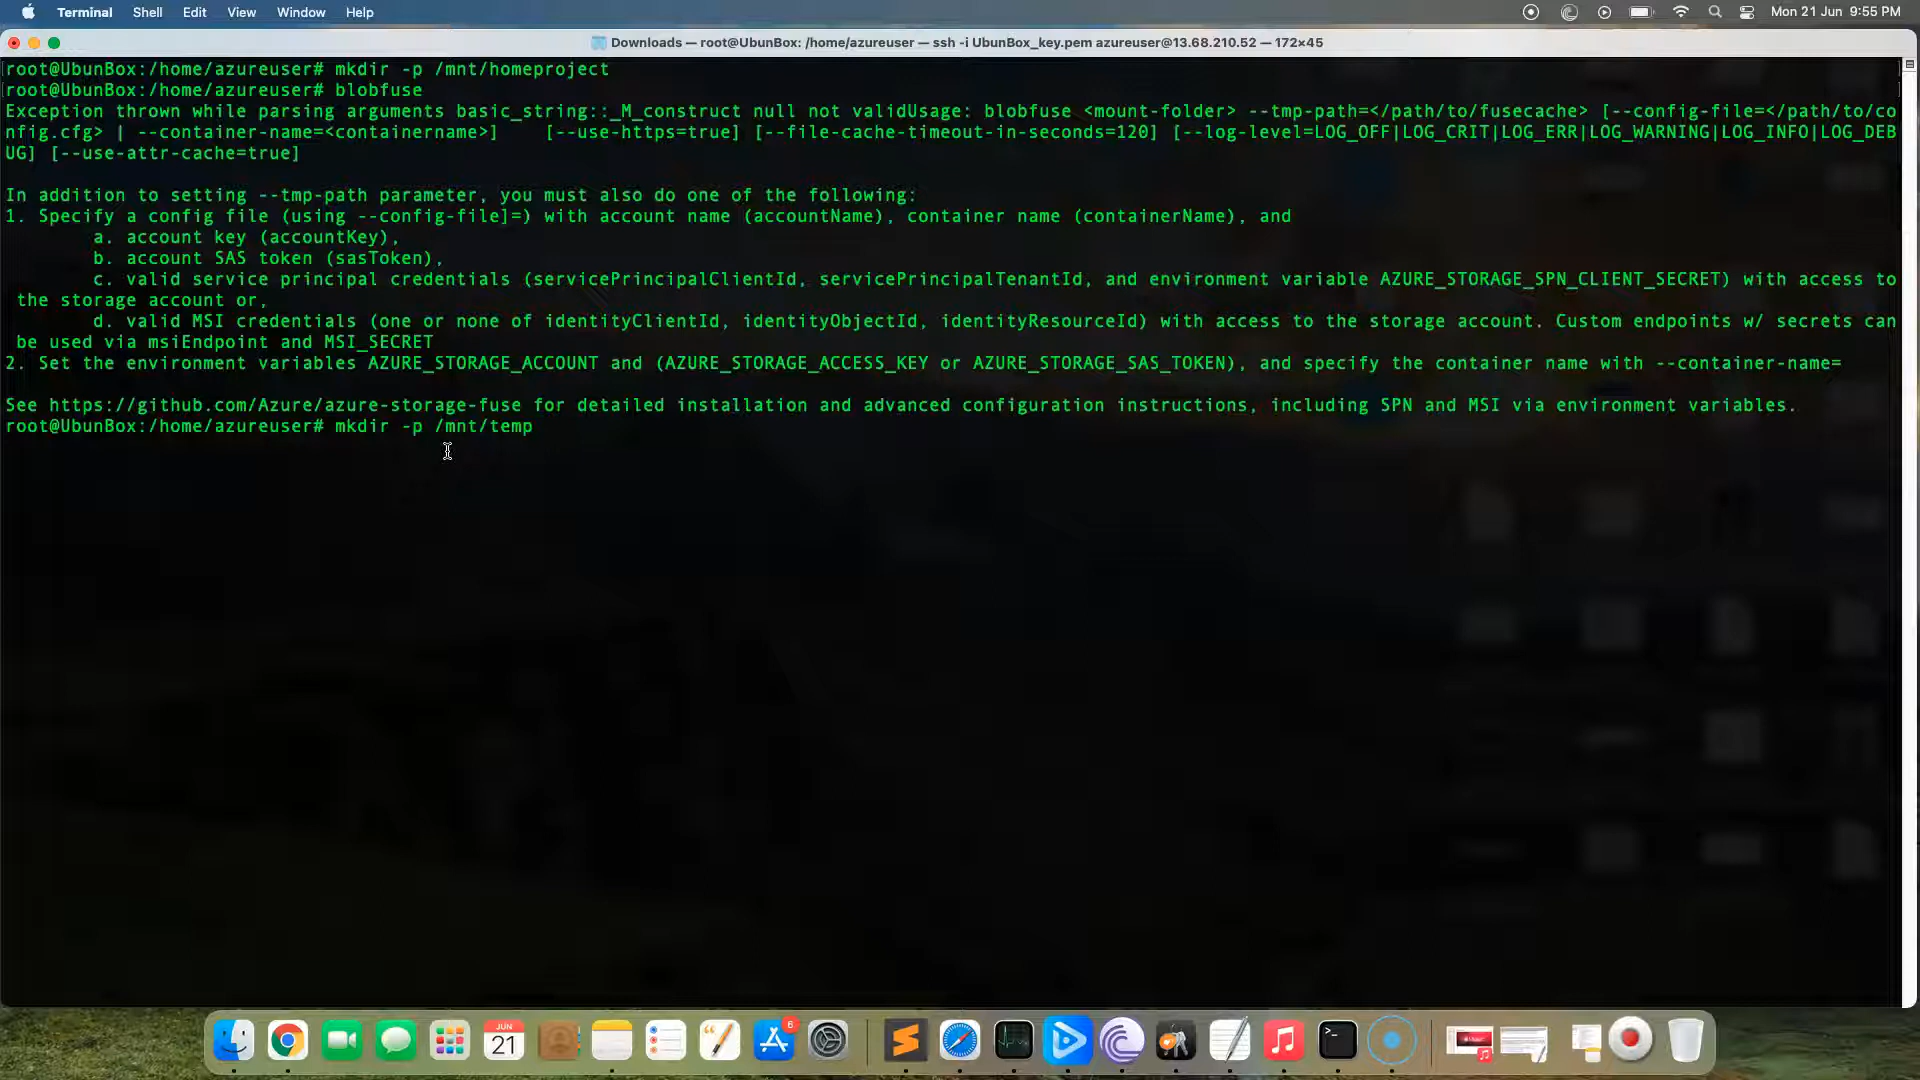 Terminal Shell Edit View Window Help Mon 21 Jun 9:55 PM
Downloads — root@UbunBox: /home/azureuser — ssh -i UbunBox_key.pem azureuser@13.68.210.52 — 172×45
[root@UbunBox:/home/azureuser# mkdir -p /mnt/homeproject ]
[root@UbunBox:/home/azureuser# blobfuse ]
Exception thrown while parsing arguments basic_string::_M_construct null not validUsage: blobfuse <mount-folder> --tmp-path=</path/to/fusecache> [--config-file=</path/to/co
nfig.cfg> | --container-name=<containername>]    [--use-https=true] [--file-cache-timeout-in-seconds=120] [--log-level=LOG_OFF|LOG_CRIT|LOG_ERR|LOG_WARNING|LOG_INFO|LOG_DEB
UG] [--use-attr-cache=true]
In addition to setting --tmp-path parameter, you must also do one of the following:
1. Specify a config file (using --config-file]=) with account name (accountName), container name (containerName), and
        a. account key (accountKey),
        b. account SAS token (sasToken),
        c. valid service principal credentials (servicePrincipalClientId, servicePrincipalTenantId, and environment variable AZURE_STORAGE_SPN_CLIENT_SECRET) with access to
 the storage account or,
        d. valid MSI credentials (one or none of identityClientId, identityObjectId, identityResourceId) with access to the storage account. Custom endpoints w/ secrets can
 be used via msiEndpoint and MSI_SECRET
2. Set the environment variables AZURE_STORAGE_ACCOUNT and (AZURE_STORAGE_ACCESS_KEY or AZURE_STORAGE_SAS_TOKEN), and specify the container name with --container-name=
See https://github.com/Azure/azure-storage-fuse for detailed installation and advanced configuration instructions, including SPN and MSI via environment variables.
root@UbunBox:/home/azureuser# mkdir -p /mnt/temp
JUN
21
6
>_